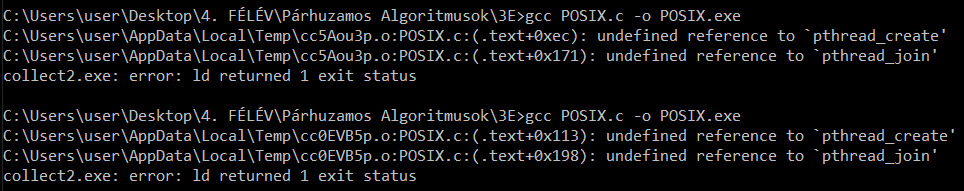 C:\Users\user\Desktop\4. FÉLÉV\Párhuzamos Algoritmusok\3E>gcc POSIX.c -o POSIX.exe
C:\Users\user\AppData\Local\Temp\cc5Aou3p.o:POSIX.c:(.text+0xec): undefined reference to `pthread_create'
C:\Users\user\AppData\Local\Temp\cc5Aou3p.o:POSIX.c:(.text+0x171): undefined reference to `pthread_join'
collect2.exe: error: ld returned 1 exit status
C:\Users\user\Desktop\4. FÉLÉV\Párhuzamos Algoritmusok\3E>gcc POSIX.c -o POSIX.exe
C:\Users\user\AppData\Local\Temp\cc0EVB5p.o:POSIX.c:(.text+0x113): undefined reference to `pthread_create'
C:\Users\user\AppData\Local\Temp\cc0EVB5p.o:POSIX.c:(.text+0x198): undefined reference to `pthread_join'
collect2.exe: error: ld returned 1 exit status